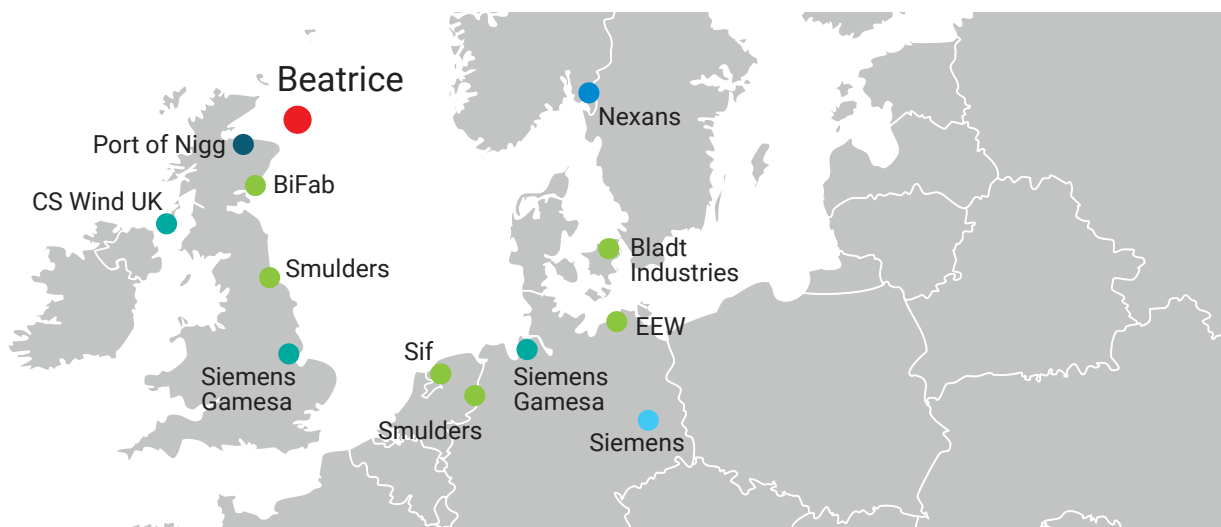 Beatrice
Nexans
Port of Nigg
BiFab
CS Wind UK
Bladt
Industries
Smulders
EEW
Sif
Siemens
Gamesa
Siemens
Gamesa
Smulders
Siemens